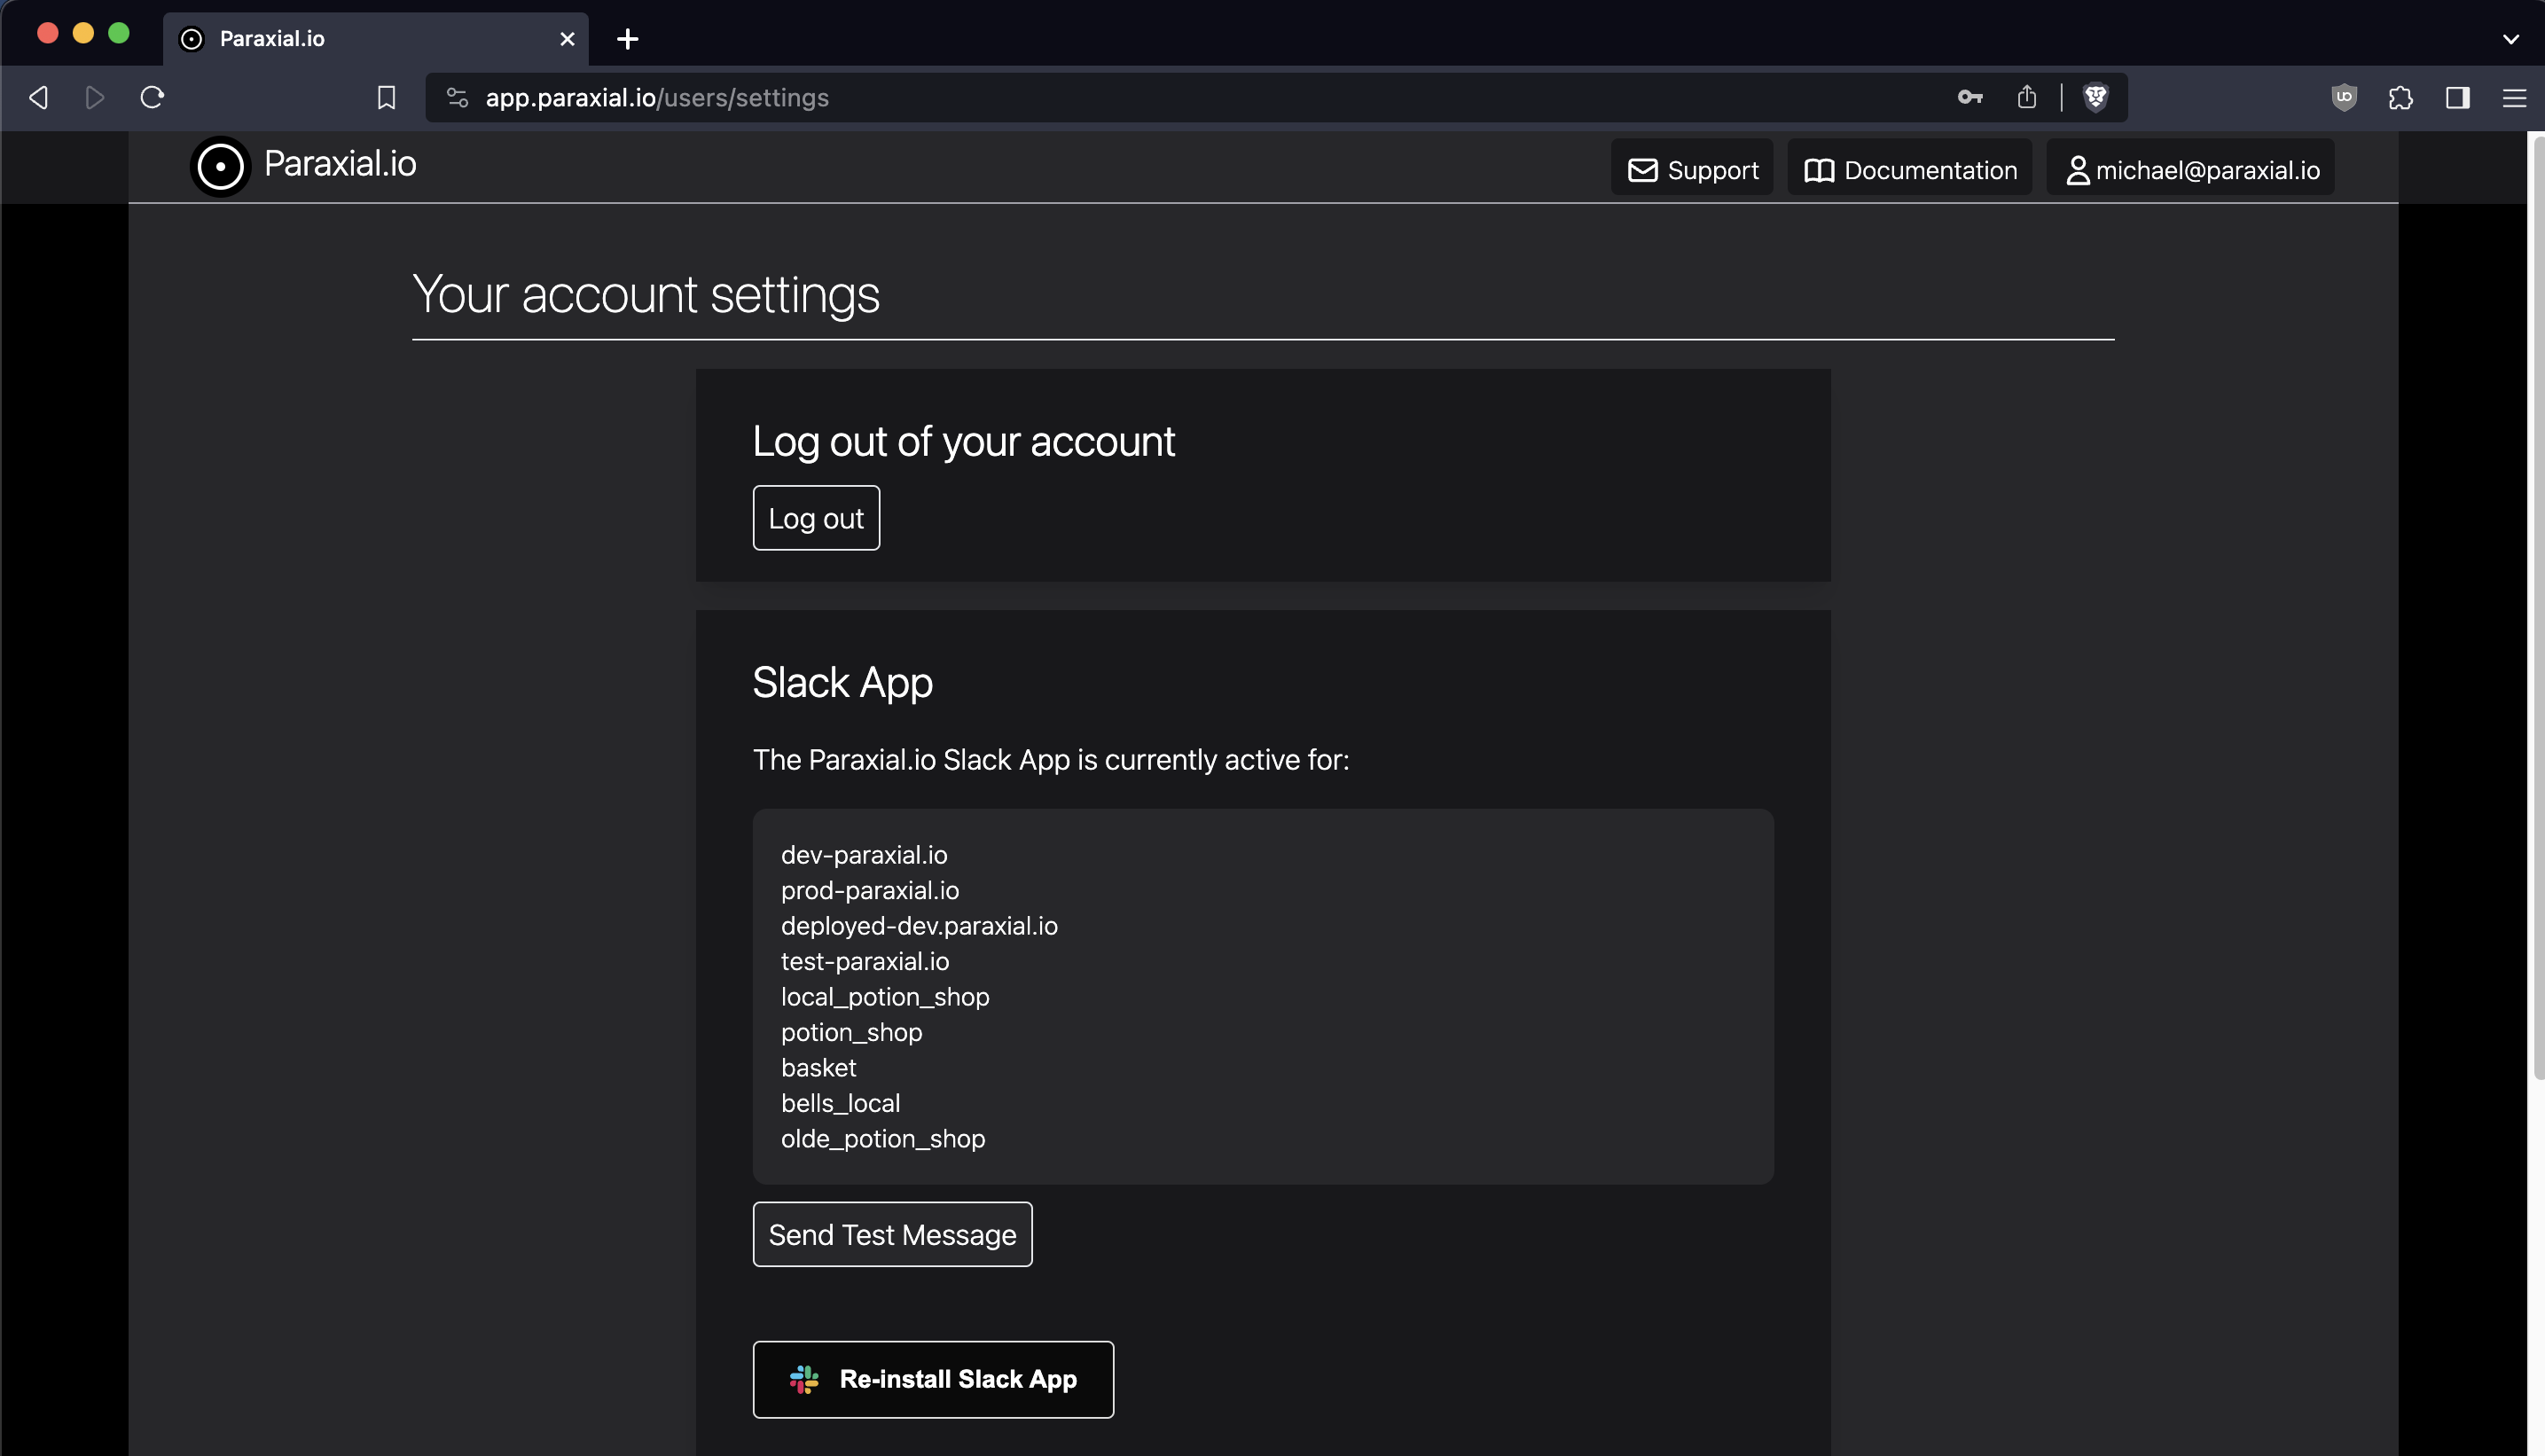 Paraxial.io
app.paraxial.io/users/settings
UO
Paraxial.io
Support
Documentation
michael@paraxial.io
Your account settings
Log out of your account
Log out
Slack App
The Paraxial.io Slack App is currently active for:
dev-paraxial.io
prod-paraxial.io
deployed-dev.paraxial.io
test-paraxial.io
local_potion_shop
potion_shop
basket
bells_local
olde_potion_shop
Send Test Message
Re-install Slack App